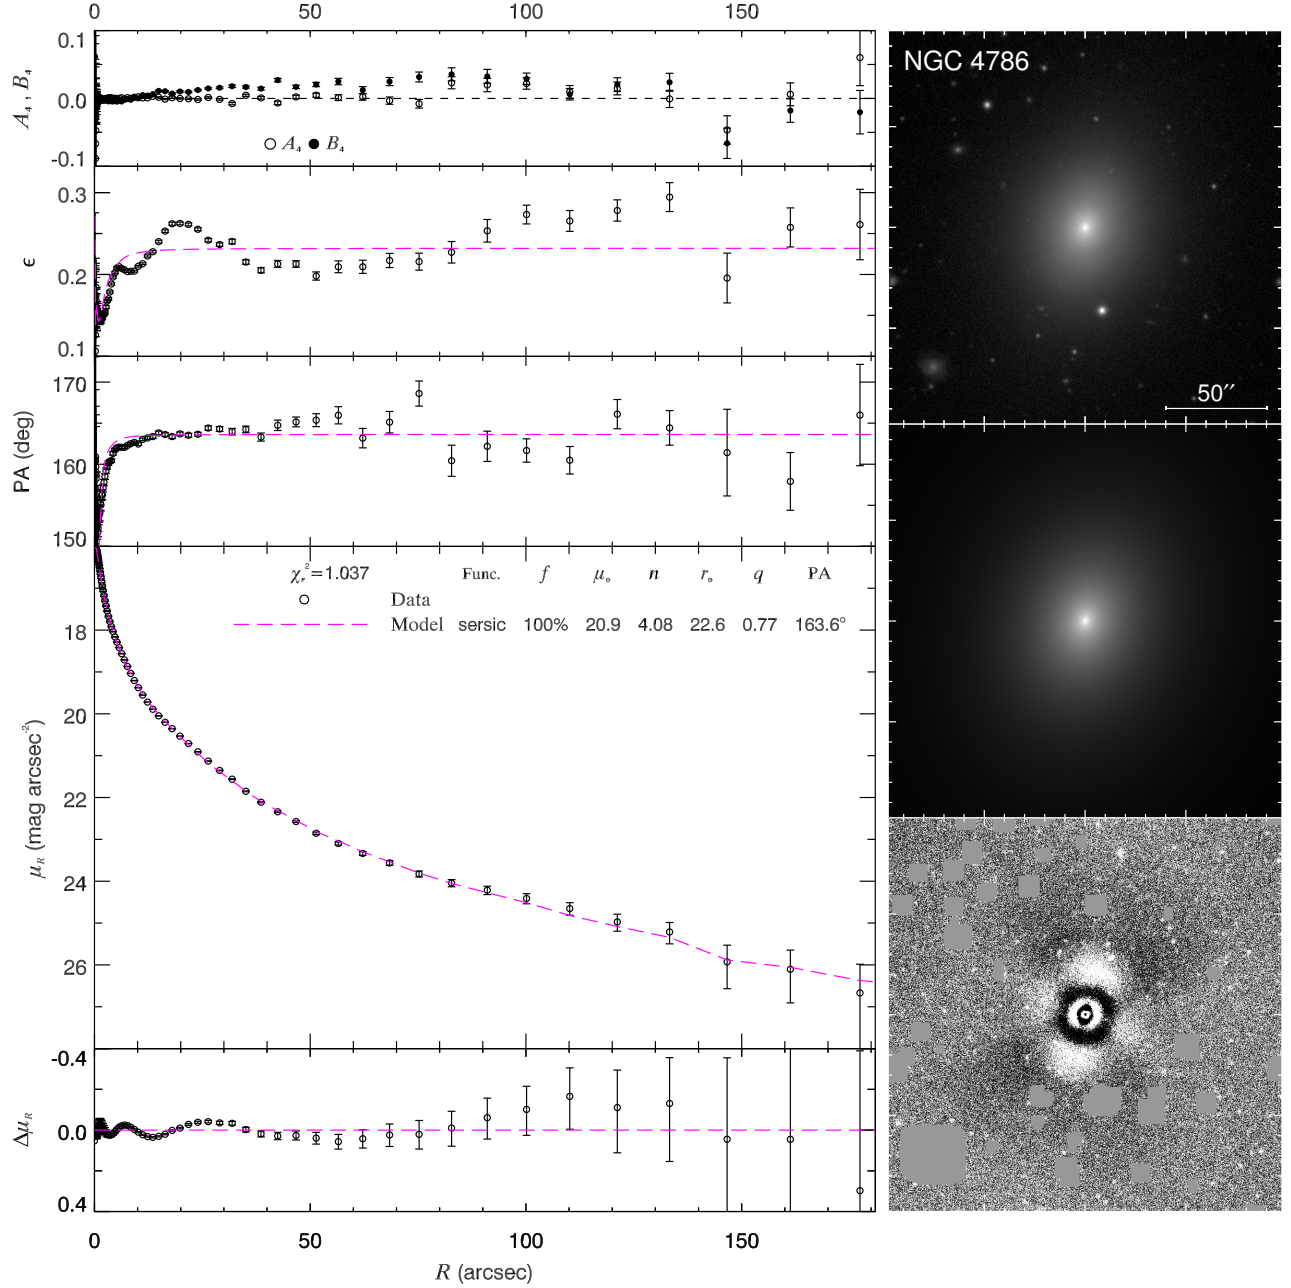 0 50 100 150
0.1
0.0
-0.1
A₄ , B₄
A₄ B₄
0.3
0.2
0.1
ϵ
170
160
150
PA (deg)
χᵣ²=1.037 Func. f μₑ n rₑ q PA
Data
Model sersic 100% 20.9 4.08 22.6 0.77 163.6°
18
20
22
24
26
μ_R (mag arcsec⁻²)
-0.4
0.0
0.4
Δμ_R
0 50 100 150
R (arcsec)
NGC 4786
50″